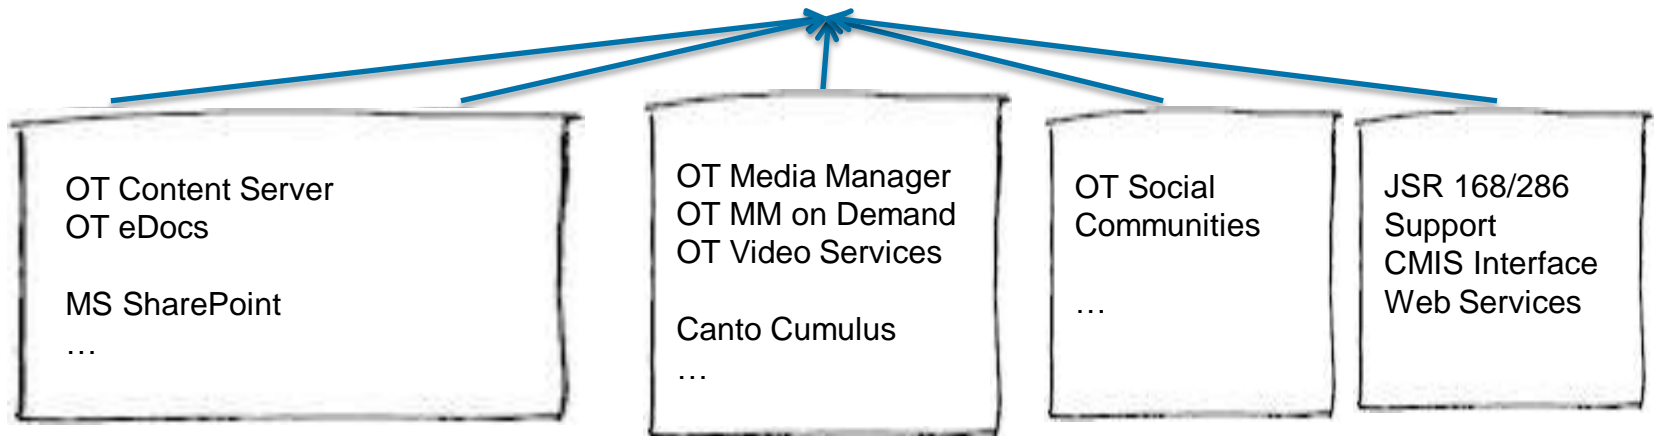 OT Content Server
OT eDocs
MS SharePoint
…
OT Media Manager
OT MM on Demand
OT Video Services
Canto Cumulus
…
OT Social
Communities
…
JSR 168/286
Support
CMIS Interface
Web Services